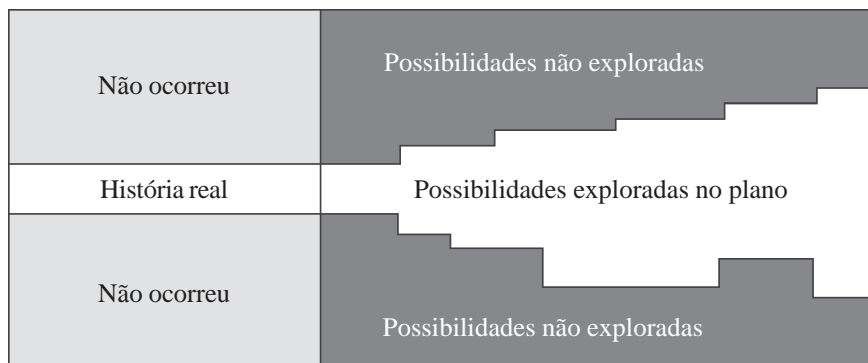 Possibilidades não exploradas
Não ocorreu
História real
Possibilidades exploradas no plano
Não ocorreu
Possibilidades não exploradas